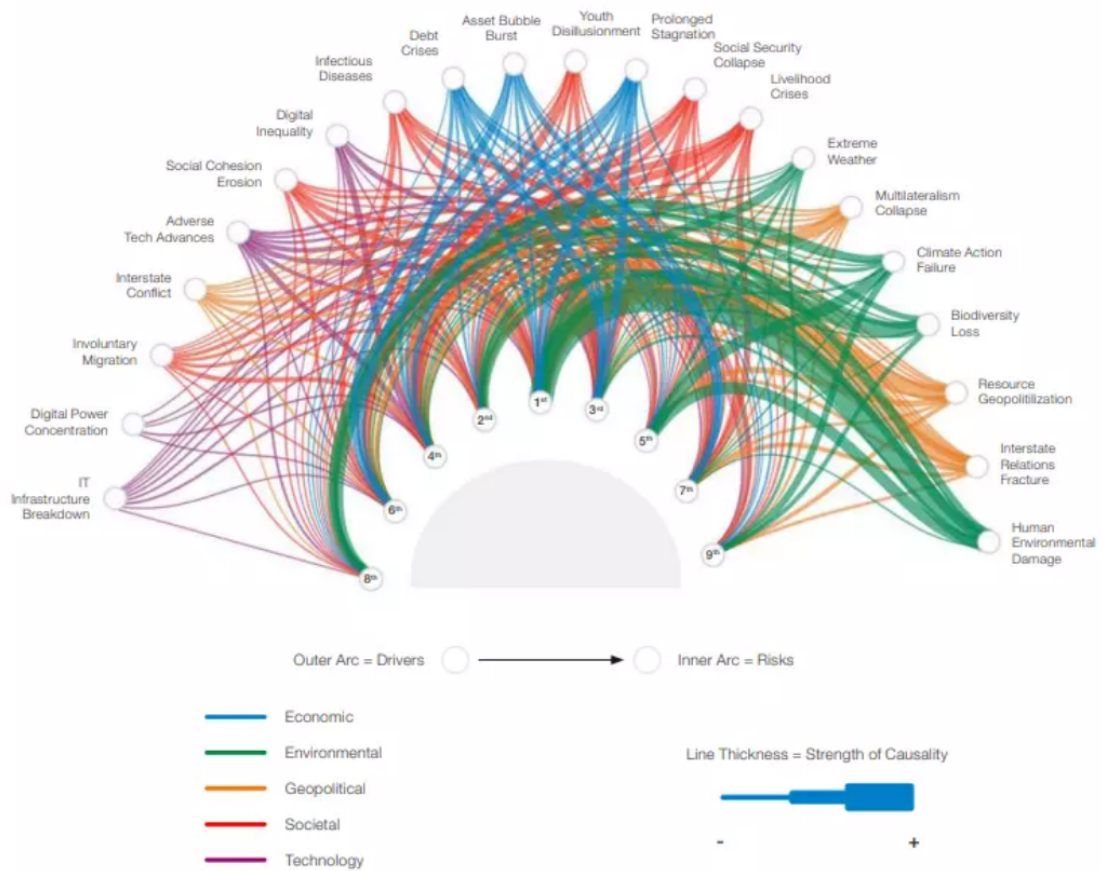 Youth
Disillusionment
Asset Bubble
Burst
Prolonged
Stagnation
Debt
Crises
Social Security
Collapse
Infectious
Diseases
Livelihood
Crises
Digital
Inequality
Extreme
Weather
Social Cohesion
Erosion
Multilateralism
Collapse
Adverse
Tech Advances
Climate Action
Failure
Interstate
Conflict
Biodiversity
Loss
Involuntary
Migration
Resource
Geopolitilization
Digital Power
Concentration
Interstate
Relations
Fracture
IT
Infrastructure
Breakdown
Human
Environmental
Damage
1st
2nd
3rd
4th
5th
6th
7th
8th
9th
Outer Arc = Drivers
Inner Arc = Risks
Economic
Environmental
Geopolitical
Societal
Technology
Line Thickness = Strength of Causality
- +